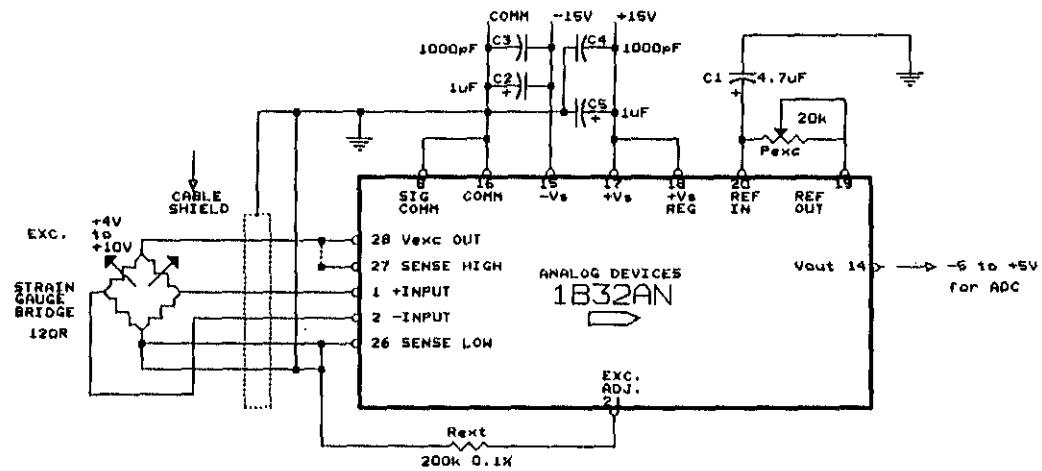 COMM -15V +15V
1000pF C3 C4 1000pF
1uF C2 +
C5 + 1uF
C1 4.7uF +
20k
Pexc
8 16 15 17 18 20 19
SIG COMM
COMM
-Vs
+Vs
+Vs REG
REF IN
REF OUT
CABLE
SHIELD
EXC.
+4V
to
+10V
STRAIN
GAUGE
BRIDGE
120R
28 Vexc OUT
27 SENSE HIGH
1 +INPUT
2 -INPUT
26 SENSE LOW
ANALOG DEVICES
1B32AN
Vout 14
-5 to +5V
for ADC
EXC.
ADJ.
Rext
200k 0.1%